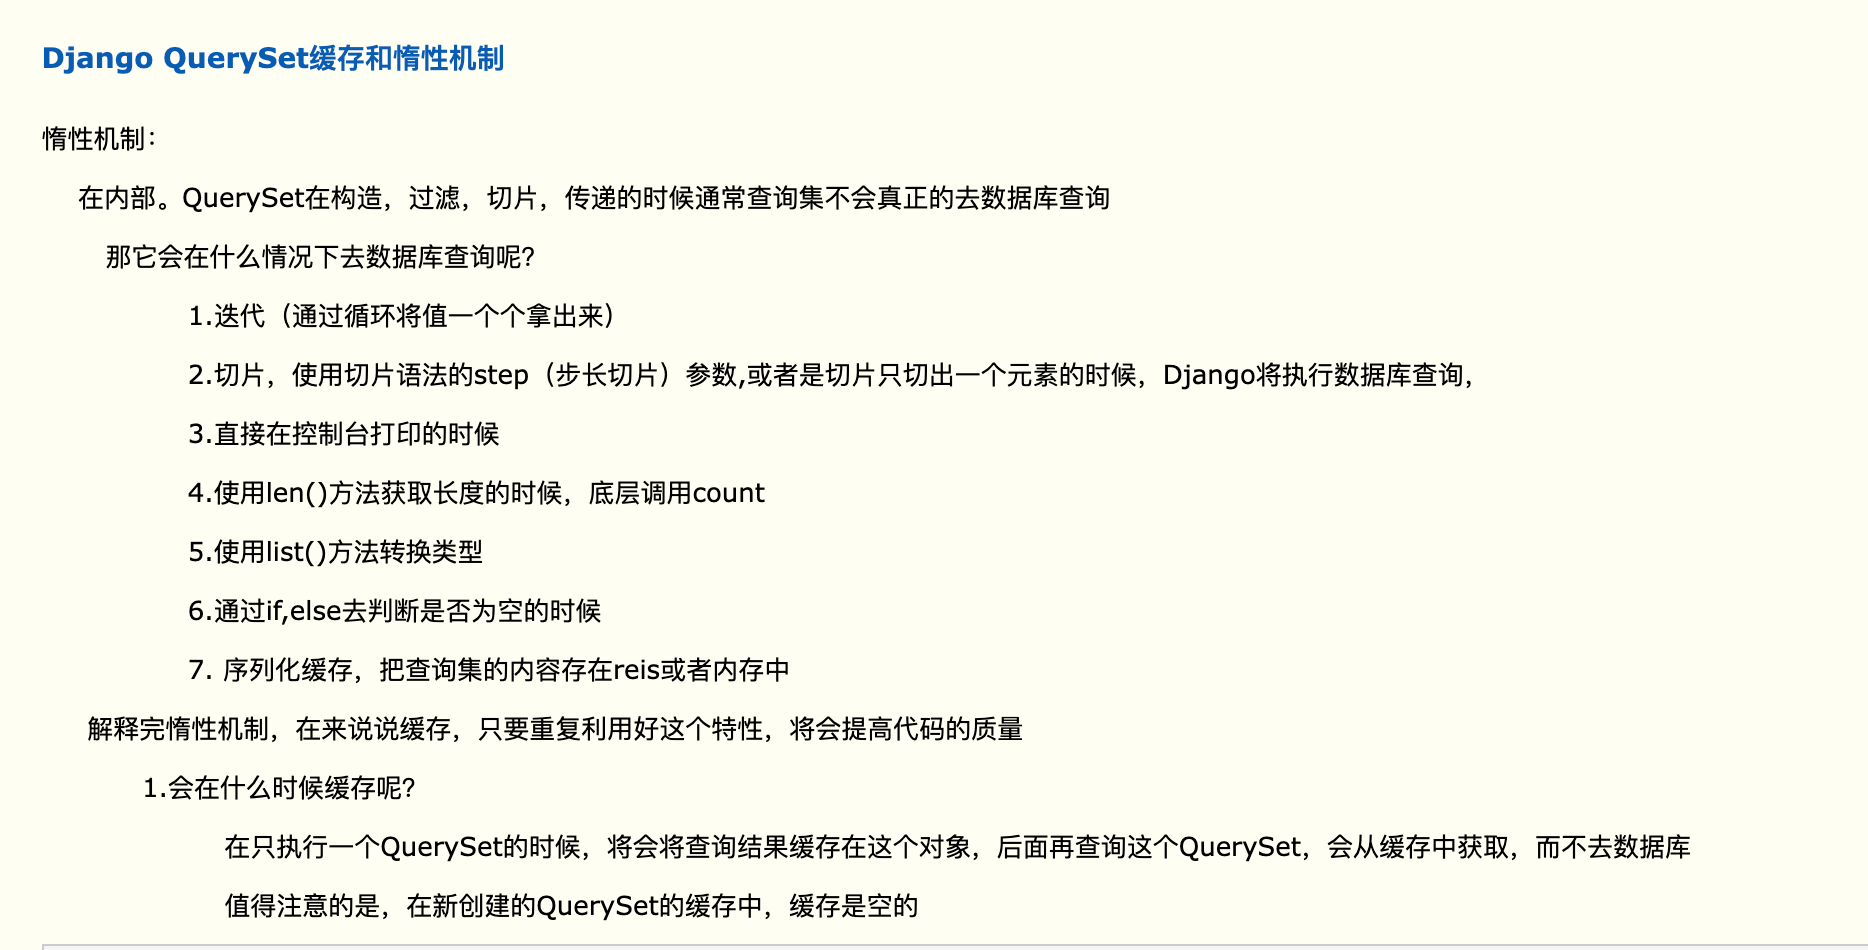 Django QuerySet缓存和惰性机制
惰性机制：
在内部。QuerySet在构造，过滤，切片，传递的时候通常查询集不会真正的去数据库查询
那它会在什么情况下去数据库查询呢？
1.迭代（通过循环将值一个个拿出来）
2.切片，使用切片语法的step（步长切片）参数,或者是切片只切出一个元素的时候，Django将执行数据库查询，
3.直接在控制台打印的时候
4.使用len()方法获取长度的时候，底层调用count
5.使用list()方法转换类型
6.通过if,else去判断是否为空的时候
7. 序列化缓存，把查询集的内容存在reis或者内存中
解释完惰性机制，在来说说缓存，只要重复利用好这个特性，将会提高代码的质量
1.会在什么时候缓存呢？
在只执行一个QuerySet的时候，将会将查询结果缓存在这个对象，后面再查询这个QuerySet，会从缓存中获取，而不去数据库
值得注意的是，在新创建的QuerySet的缓存中，缓存是空的